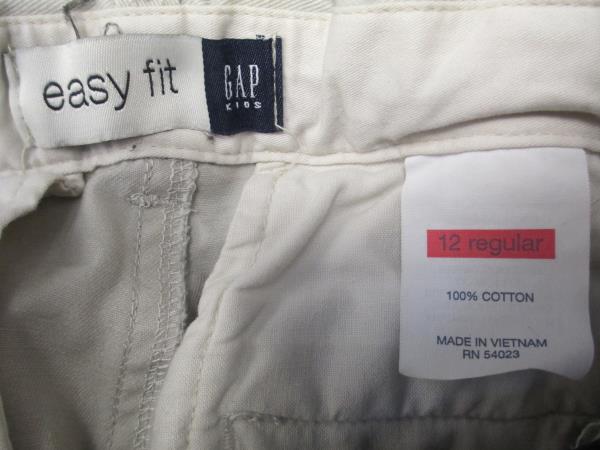 easy fit
GAP
KIDS
12 regular
100% COTTON
MADE IN VIETNAM
RN 54023